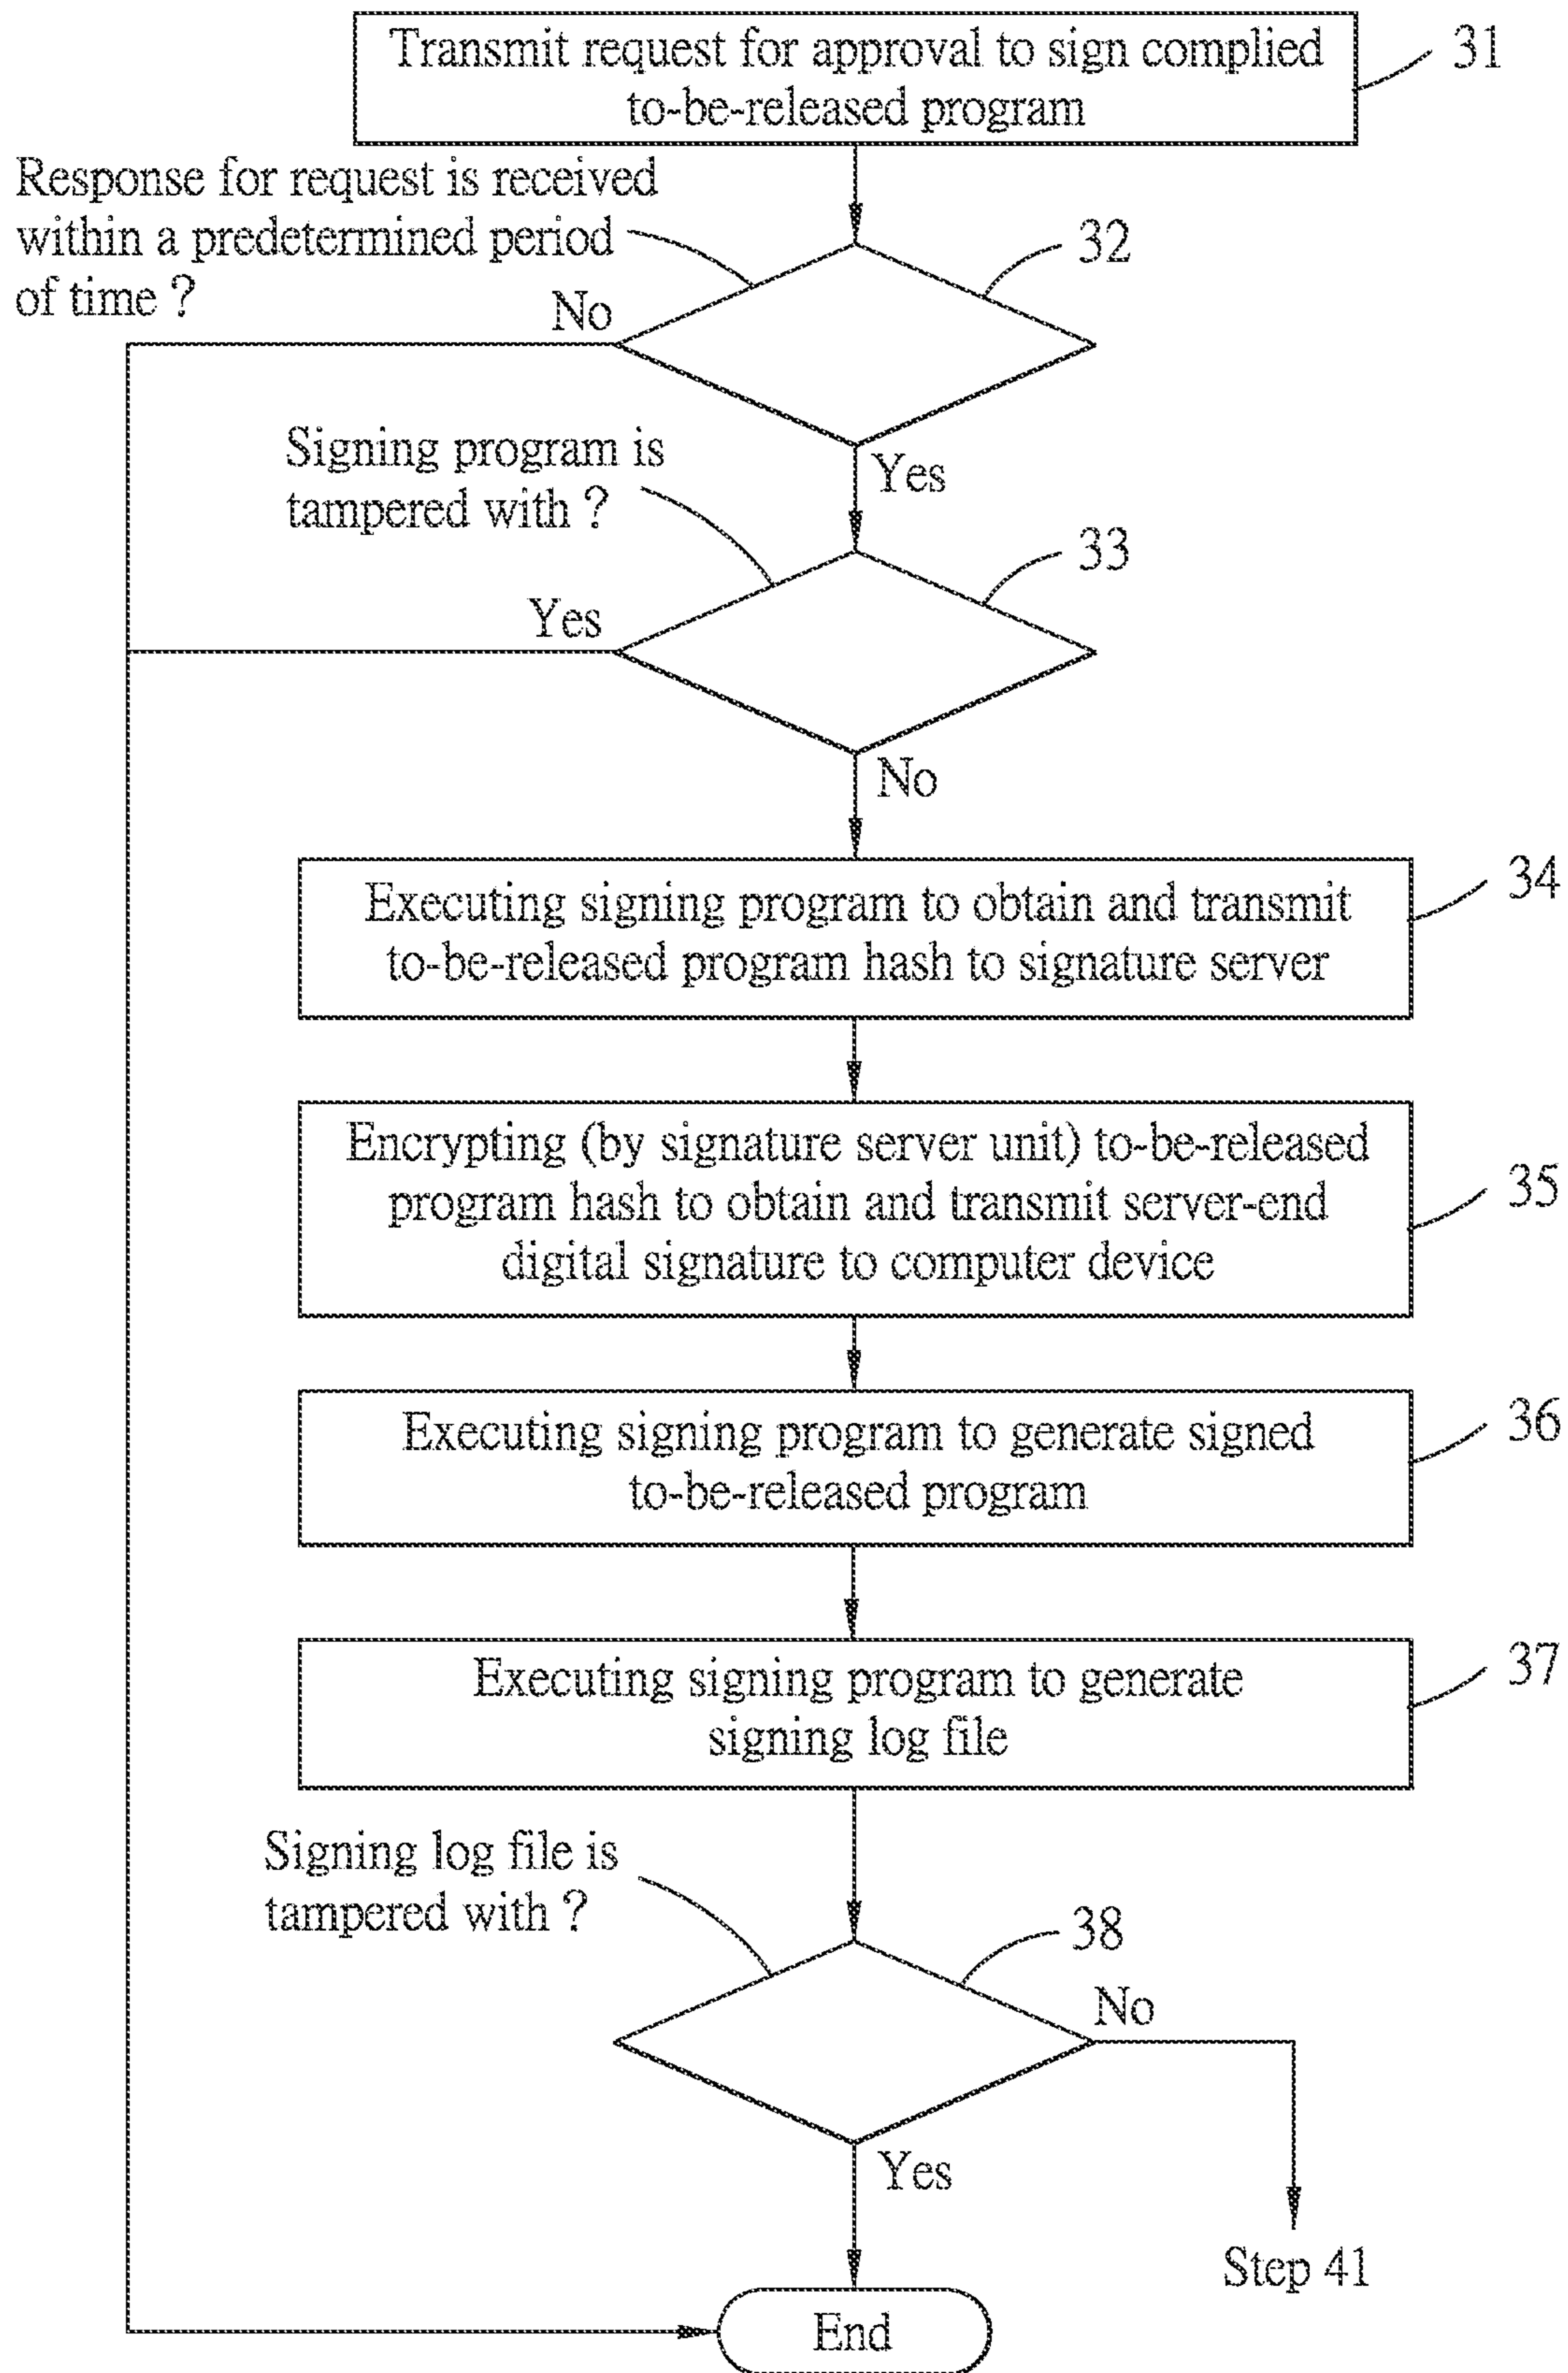 Transmit request for approval to sign complied
to-be-released program
31
Response for request is received
within a predetermined period
of time ?
32
No
Yes
Signing program is
tampered with ?
33
Yes
No
Executing signing program to obtain and transmit
to-be-released program hash to signature server
34
Encrypting (by signature server unit) to-be-released
program hash to obtain and transmit server-end
digital signature to computer device
35
Executing signing program to generate signed
to-be-released program
36
Executing signing program to generate
signing log file
37
Signing log file is
tampered with ?
38
No
Yes
Step 41
End